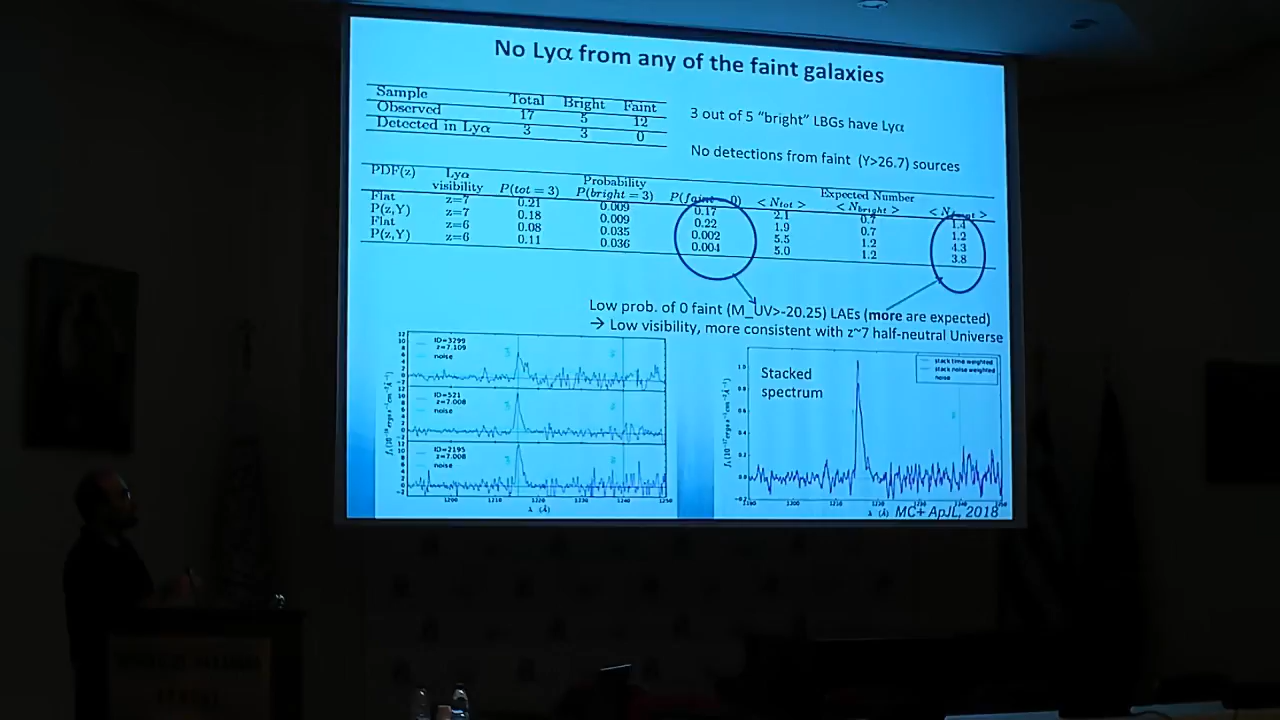 No Lyα from any of the faint galaxies
Sample Total Bright Faint
Observed 17 5 12
Detected in Lyα 3 3 0
3 out of 5 “bright” LBGs have Lyα
No detections from faint (Y>26.7) sources
PDF(z) Lyα Probability Expected Number
visibility P(tot = 3) P(bright = 3) P(faint = 0) < N_tot > < N_bright > < N_faint >
Flat z=7 0.21 0.009 0.17 2.1 0.7 1.4
P(z,Y) z=7 0.18 0.009 0.22 1.9 0.7 1.2
Flat z=6 0.08 0.035 0.002 5.5 1.2 4.3
P(z,Y) z=6 0.11 0.036 0.004 5.0 1.2 3.8
Low prob. of 0 faint (M_UV>-20.25) LAEs (more are expected)
→ Low visibility, more consistent with z~7 half-neutral Universe
ID=3299
z=7.109
noise
ID=521
z=7.008
noise
ID=2195
z=7.008
noise
1200 1210 1220 1230 1240 1250
λ (Å)
Stacked
spectrum
stack time weighted
stack noise weighted
noise
λ (Å)
MC+ ApJL, 2018